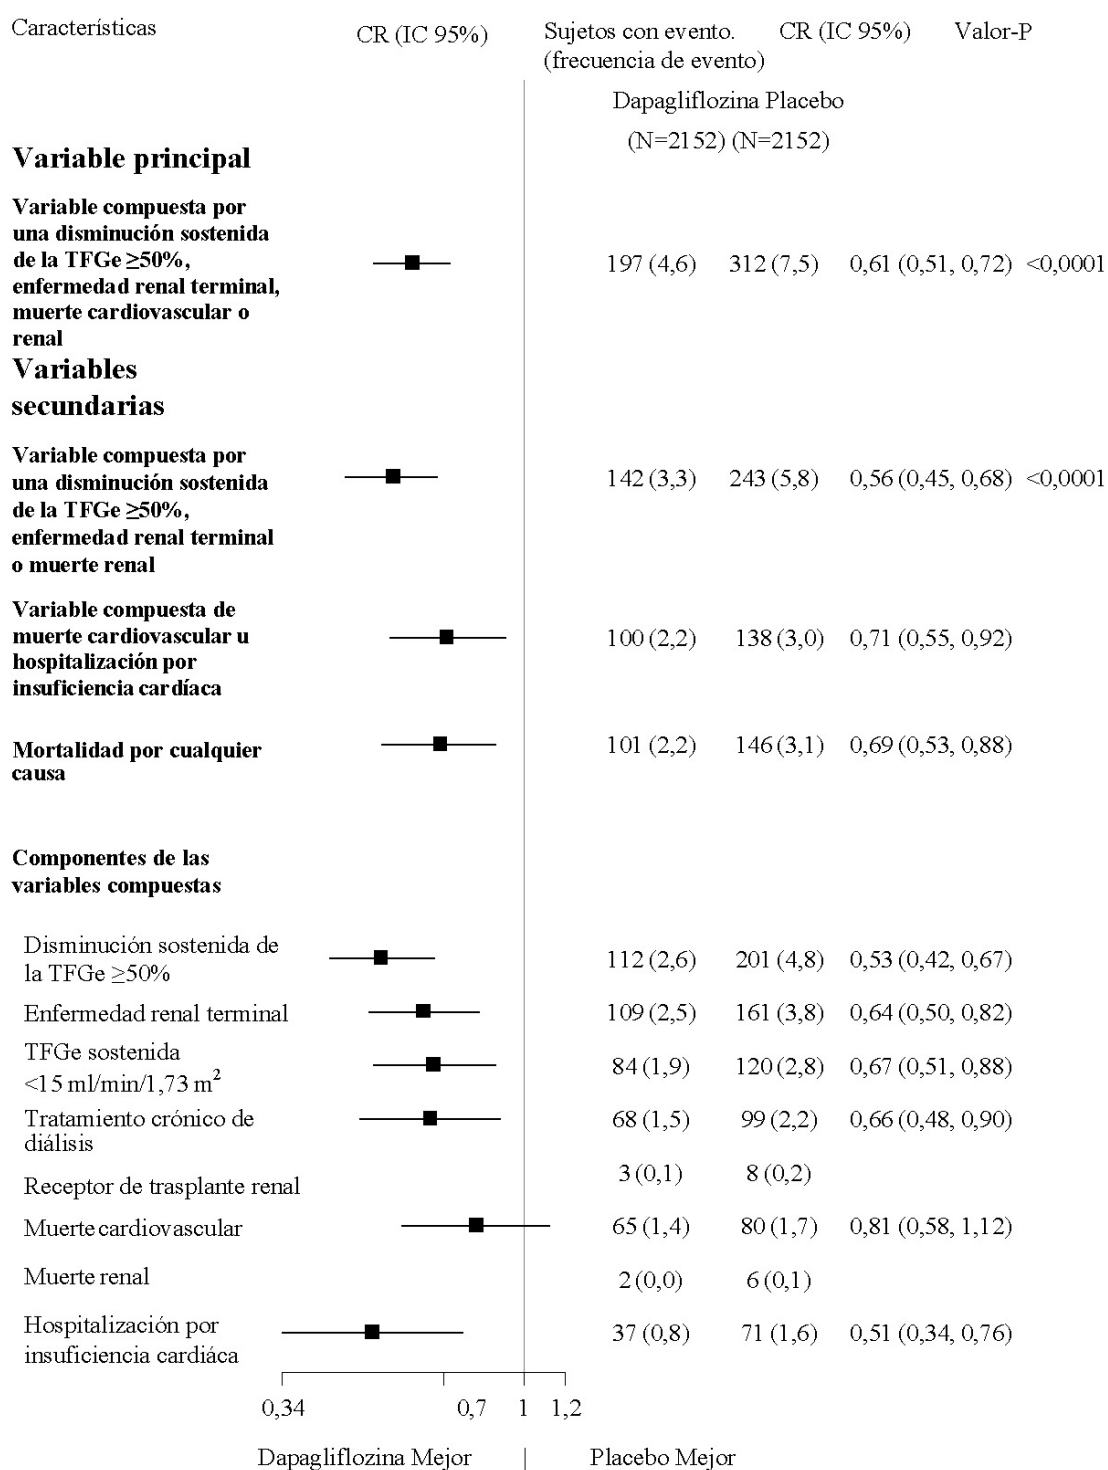 Características CR (IC 95%) Sujetos con evento. CR (IC 95%) Valor-P
(frecuencia de evento)
Dapagliflozina Placebo
(N=2152) (N=2152)
Variable principal
Variable compuesta por
una disminución sostenida
de la TFGe ≥50%, 197 (4,6) 312 (7,5) 0,61 (0,51, 0,72) <0,0001
enfermedad renal terminal,
muerte cardiovascular o
renal
Variables
secundarias
Variable compuesta por
una disminución sostenida 142 (3,3) 243 (5,8) 0,56 (0,45, 0,68) <0,0001
de la TFGe ≥50%,
enfermedad renal terminal
o muerte renal
Variable compuesta de
muerte cardiovascular u 100 (2,2) 138 (3,0) 0,71 (0,55, 0,92)
hospitalización por
insuficiencia cardíaca
Mortalidad por cualquier 101 (2,2) 146 (3,1) 0,69 (0,53, 0,88)
causa
Componentes de las
variables compuestas
Disminución sostenida de 112 (2,6) 201 (4,8) 0,53 (0,42, 0,67)
la TFGe ≥50%
Enfermedad renal terminal 109 (2,5) 161 (3,8) 0,64 (0,50, 0,82)
TFGe sostenida 84 (1,9) 120 (2,8) 0,67 (0,51, 0,88)
<15 ml/min/1,73 m²
Tratamiento crónico de 68 (1,5) 99 (2,2) 0,66 (0,48, 0,90)
diálisis
Receptor de trasplante renal 3 (0,1) 8 (0,2)
Muerte cardiovascular 65 (1,4) 80 (1,7) 0,81 (0,58, 1,12)
Muerte renal 2 (0,0) 6 (0,1)
Hospitalización por 37 (0,8) 71 (1,6) 0,51 (0,34, 0,76)
insuficiencia cardiáca
0,34 0,7 1 1,2
Dapagliflozina Mejor | Placebo Mejor